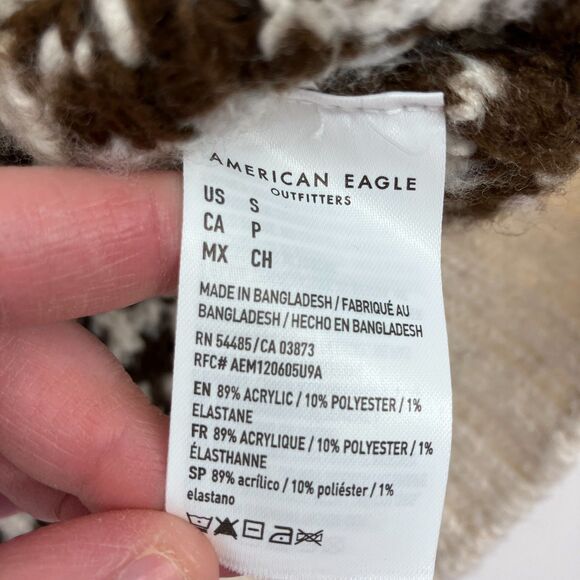 AMERICAN EAGLE
OUTFITTERS
US S
CA P
MX CH
MADE IN BANGLADESH / FABRIQUÉ AU
BANGLADESH / HECHO EN BANGLADESH
RN 54485 / CA 03873
RFC# AEM120605U9A
EN 89% ACRYLIC / 10% POLYESTER / 1%
ELASTANE
FR 89% ACRYLIQUE / 10% POLYESTER / 1%
ÉLASTHANNE
SP 89% acrílico / 10% poliéster / 1%
elastano